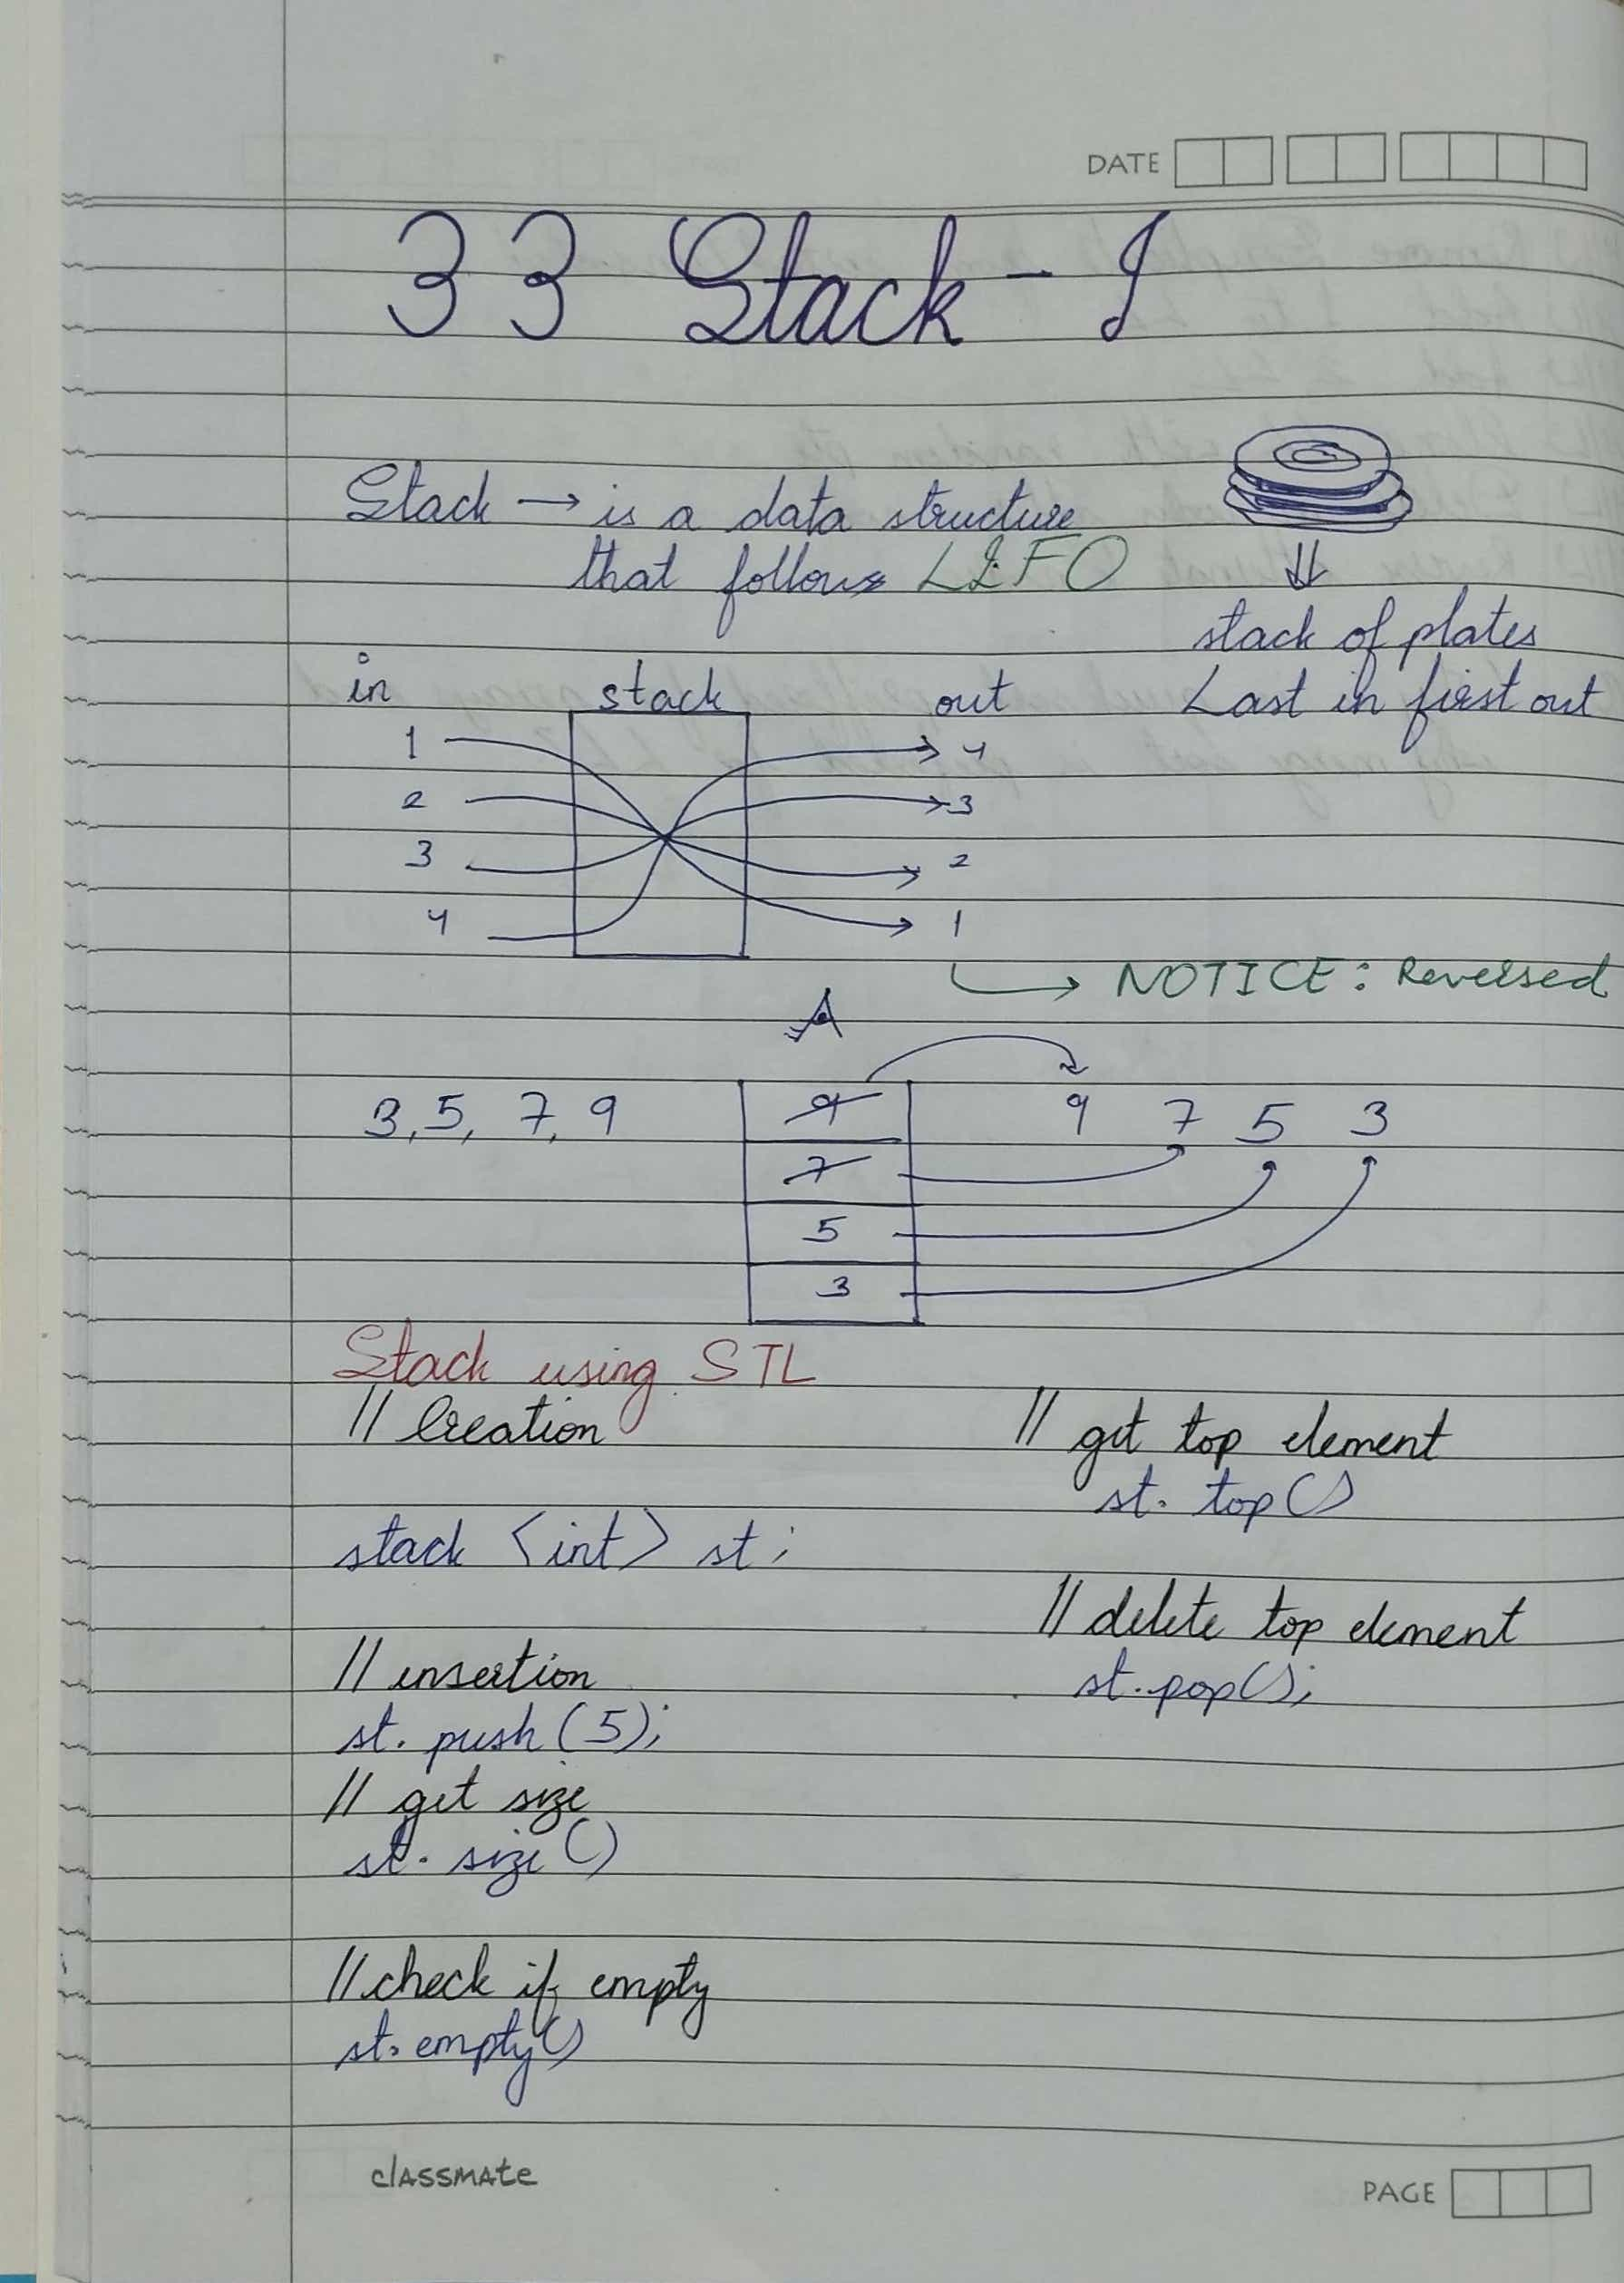 DATE
33 Stack - I
Stack → is a data structure
that follows LIFO
stack of plates
Last in first out
in stack out
1 4
2 3
3 2
4 1
NOTICE: Reversed
3, 5, 7, 9
9
7
5
3
9 7 5 3
Stack using STL
// Creation
stack <int> st;
// insertion
st. push (5);
// get size
st. size ()
// check if empty
st. empty()
// get top element
st. top()
// delete top element
st. pop();
classmate
PAGE